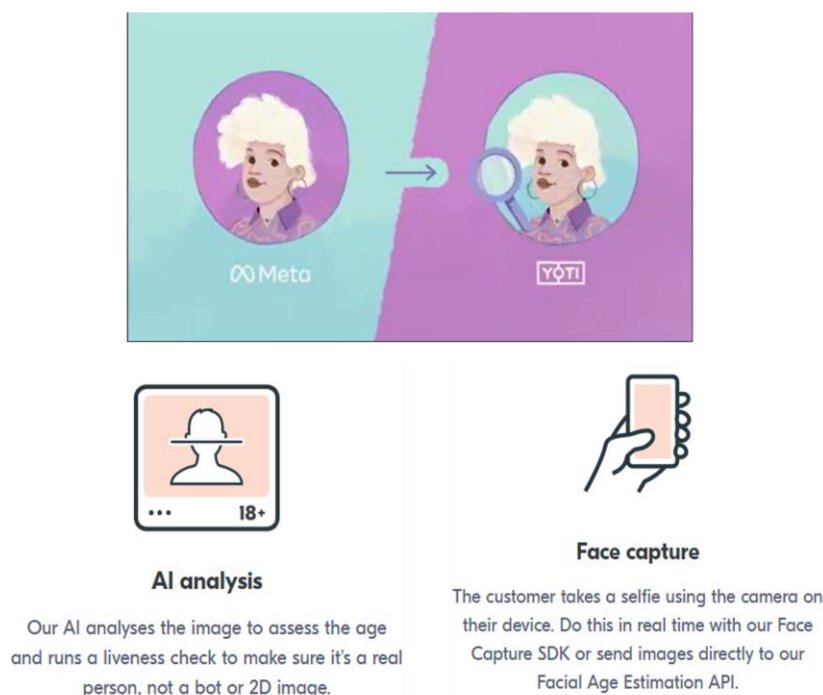 Meta
YOTI
18+
AI analysis
Our AI analyses the image to assess the age
and runs a liveness check to make sure it's a real
person, not a bot or 2D image.
Face capture
The customer takes a selfie using the camera on
their device. Do this in real time with our Face
Capture SDK or send images directly to our
Facial Age Estimation API.